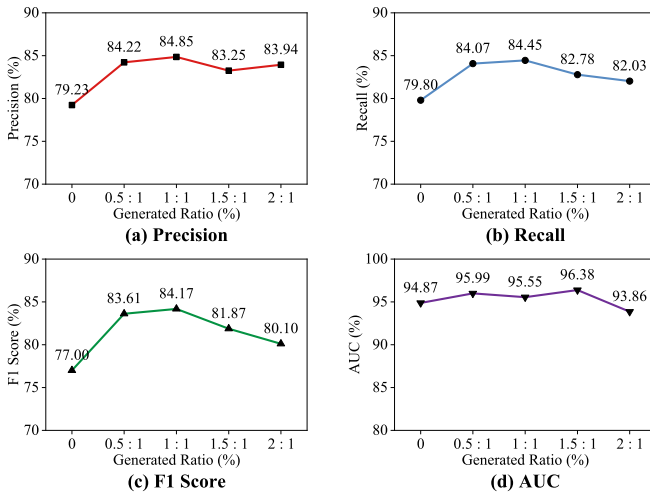 90
85
80
75
70
Precision (%)
79.23
84.22
84.85
83.25
83.94
0
0.5 : 1
1 : 1
1.5 : 1
2 : 1
Generated Ratio (%)
(a) Precision
90
85
80
75
70
Recall (%)
79.80
84.07
84.45
82.78
82.03
0
0.5 : 1
1 : 1
1.5 : 1
2 : 1
Generated Ratio (%)
(b) Recall
90
85
80
75
70
F1 Score (%)
77.00
83.61
84.17
81.87
80.10
0
0.5 : 1
1 : 1
1.5 : 1
2 : 1
Generated Ratio (%)
(c) F1 Score
100
95
90
85
80
AUC (%)
94.87
95.99
95.55
96.38
93.86
0
0.5 : 1
1 : 1
1.5 : 1
2 : 1
Generated Ratio (%)
(d) AUC